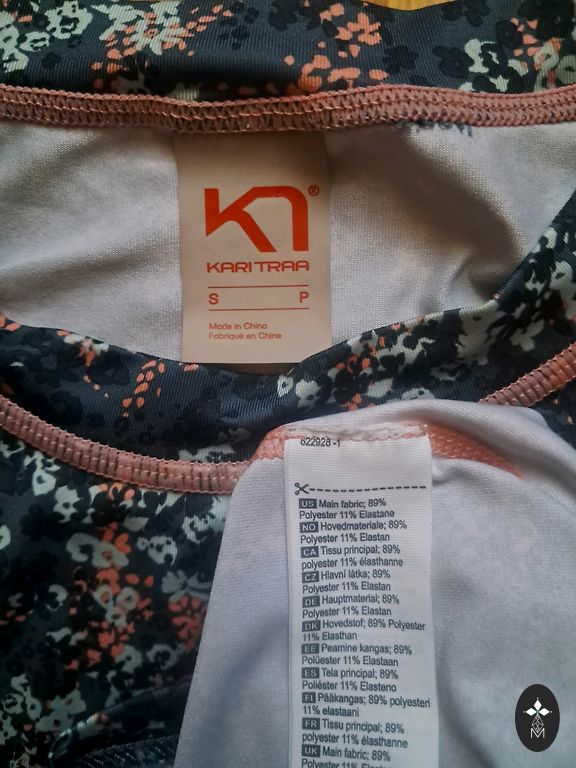 K1®
KARI TRAA
S P
Made in China
Fabriqué en Chine
622928 -1
US Main fabric; 89%
Polyester 11% Elastane
NO Hovedmateriale; 89%
Polyester 11% Elastan
CA Tissu principal; 89%
polyester 11% élasthanne
CZ Hlavní látka; 89%
Polyester 11% Elastan
DE Hauptmaterial; 89%
Polyester 11% Elastan
DK Hovedstof; 89% Polyester
11% Elasthan
EE Peamine kangas; 89%
Polüester 11% Elastaan
ES Tela principal; 89%
Poliéster 11% Elasteno
FI Pääkangas; 89% polyesteri
11% elastaani
FR Tissu principal; 89%
polyester 11% élasthanne
UK Main fabric; 89%
Polyester 11% Elastane
M